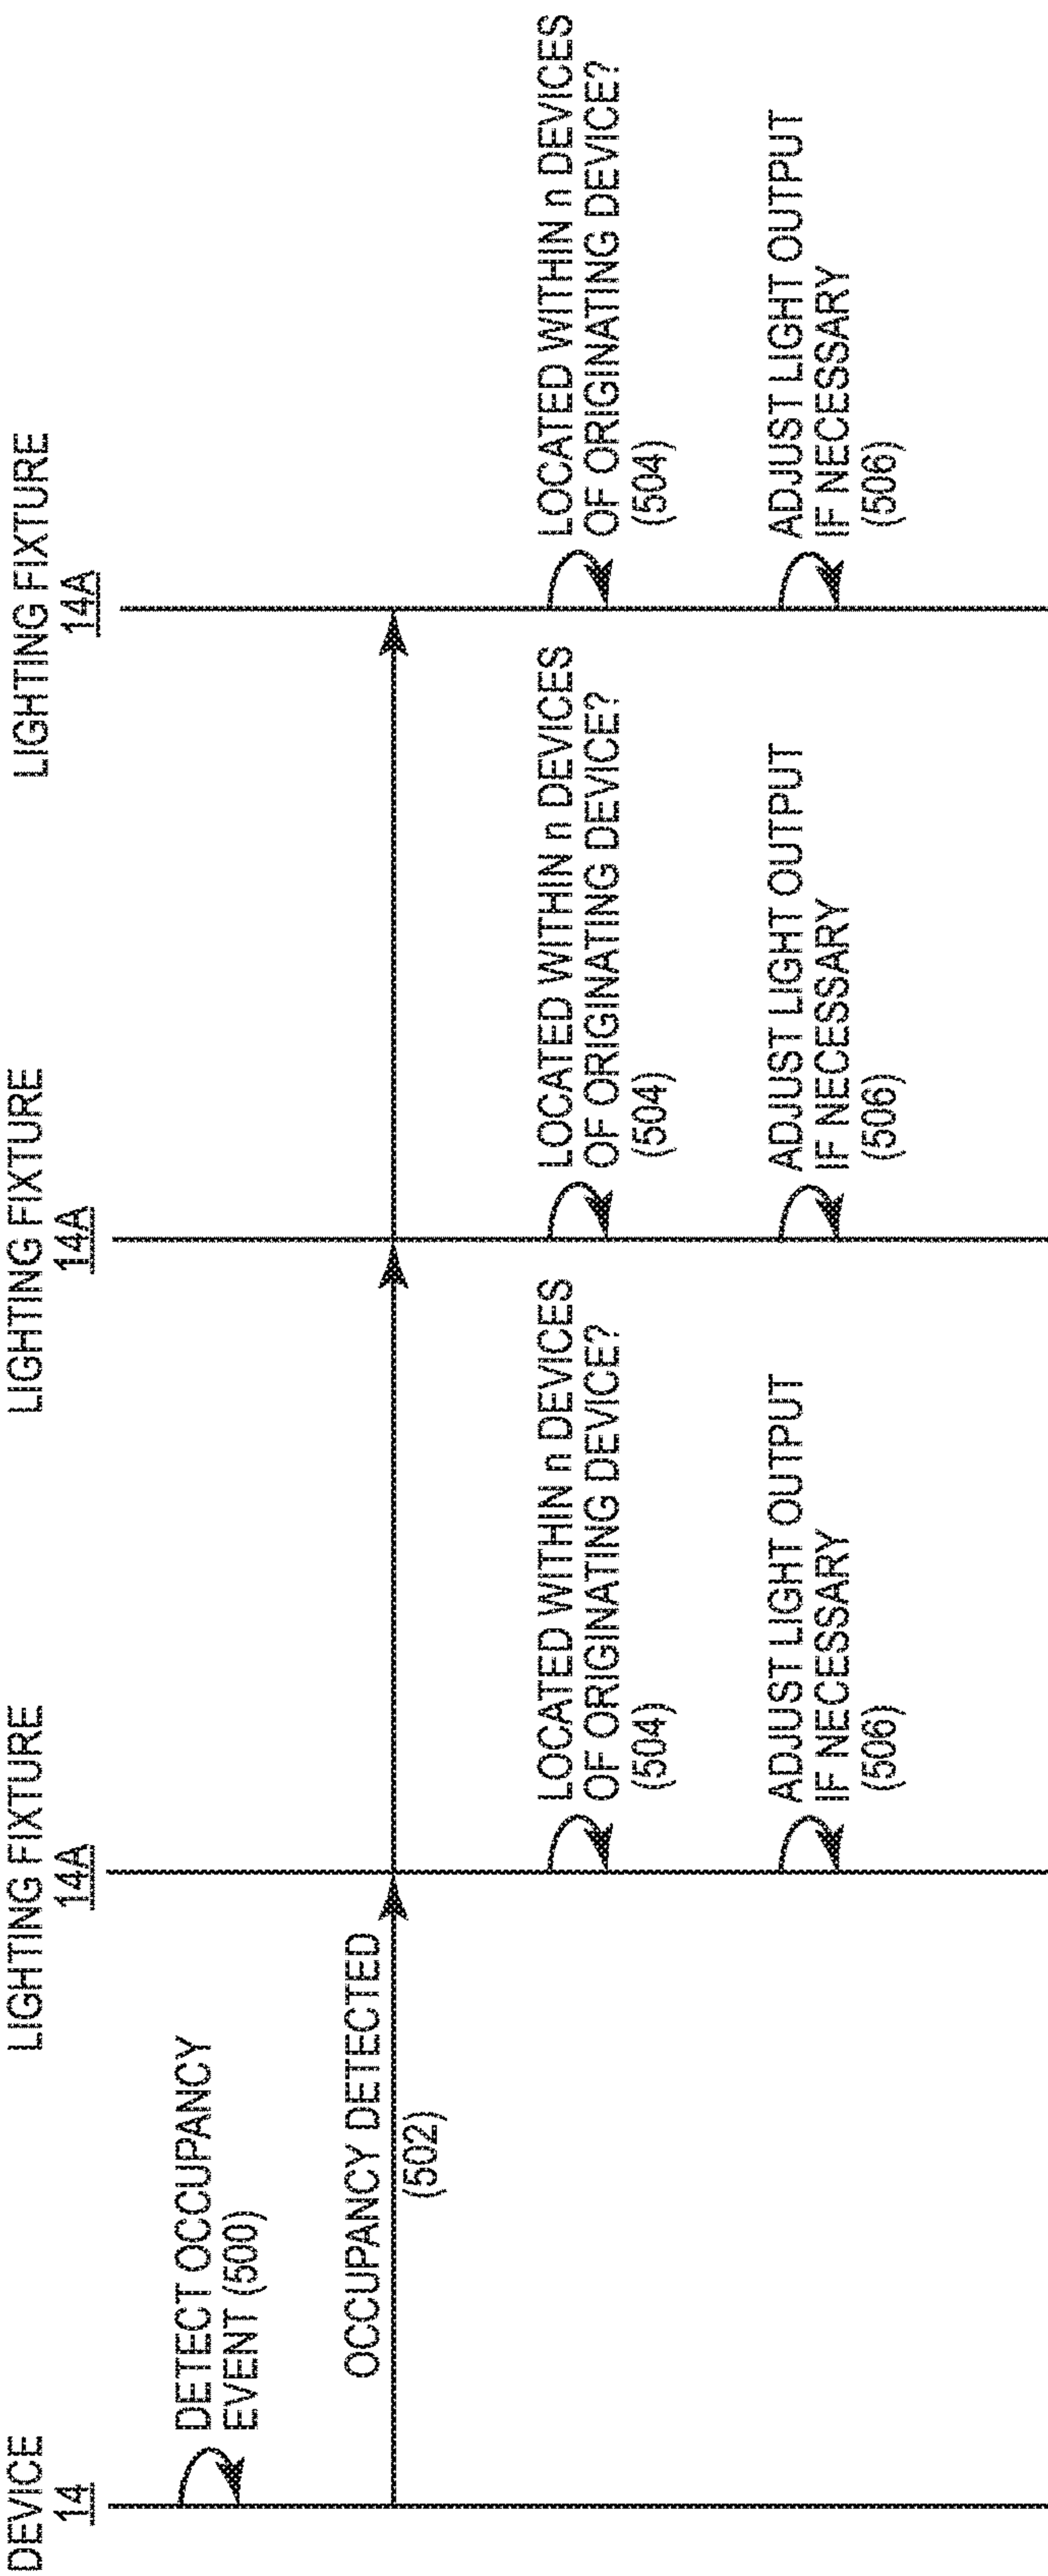 DEVICE
14
LIGHTING FIXTURE
14A
LIGHTING FIXTURE
14A
LIGHTING FIXTURE
14A
DETECT OCCUPANCY
EVENT (500)
OCCUPANCY DETECTED
(502)
LOCATED WITHIN n DEVICES
OF ORIGINATING DEVICE?
(504)
LOCATED WITHIN n DEVICES
OF ORIGINATING DEVICE?
(504)
LOCATED WITHIN n DEVICES
OF ORIGINATING DEVICE?
(504)
ADJUST LIGHT OUTPUT
IF NECESSARY
(506)
ADJUST LIGHT OUTPUT
IF NECESSARY
(506)
ADJUST LIGHT OUTPUT
IF NECESSARY
(506)